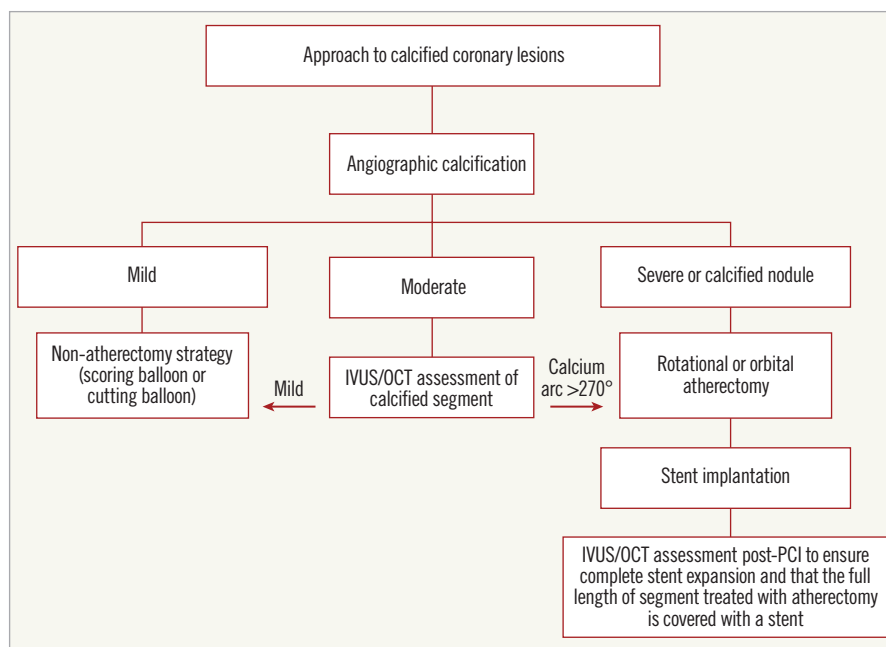 Approach to calcified coronary lesions
Angiographic calcification
Mild
Moderate
Severe or calcified nodule
Non-atherectomy strategy
(scoring balloon or
cutting balloon)
Mild
IVUS/OCT assessment of
calcified segment
Calcium
arc >270°
Rotational or orbital
atherectomy
Stent implantation
IVUS/OCT assessment post-PCI to ensure
complete stent expansion and that the full
length of segment treated with atherectomy
is covered with a stent